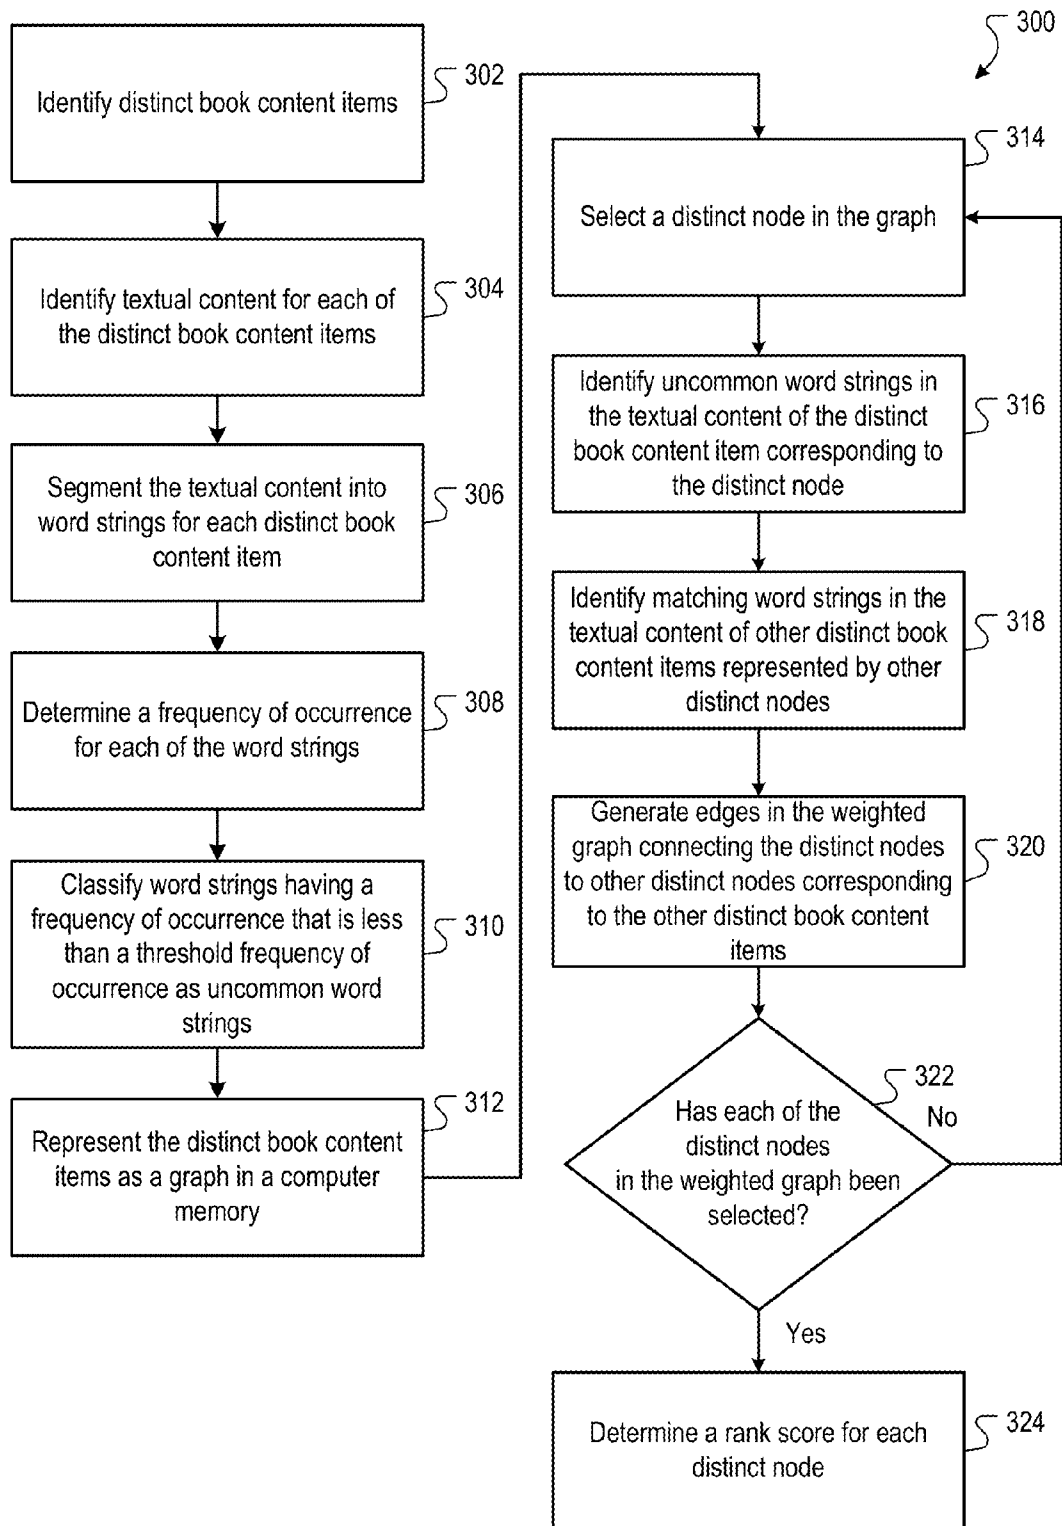 300
Identify distinct book content items
302
Identify textual content for each of
the distinct book content items
304
Segment the textual content into
word strings for each distinct book
content item
306
Determine a frequency of occurrence
for each of the word strings
308
Classify word strings having a
frequency of occurrence that is less
than a threshold frequency of
occurrence as uncommon word
strings
310
Represent the distinct book content
items as a graph in a computer
memory
312
Select a distinct node in the graph
314
Identify uncommon word strings in
the textual content of the distinct
book content item corresponding to
the distinct node
316
Identify matching word strings in the
textual content of other distinct book
content items represented by other
distinct nodes
318
Generate edges in the weighted
graph connecting the distinct nodes
to other distinct nodes corresponding
to the other distinct book content
items
320
Has each of the
distinct nodes
in the weighted graph been
selected?
322
No
Yes
Determine a rank score for each
distinct node
324